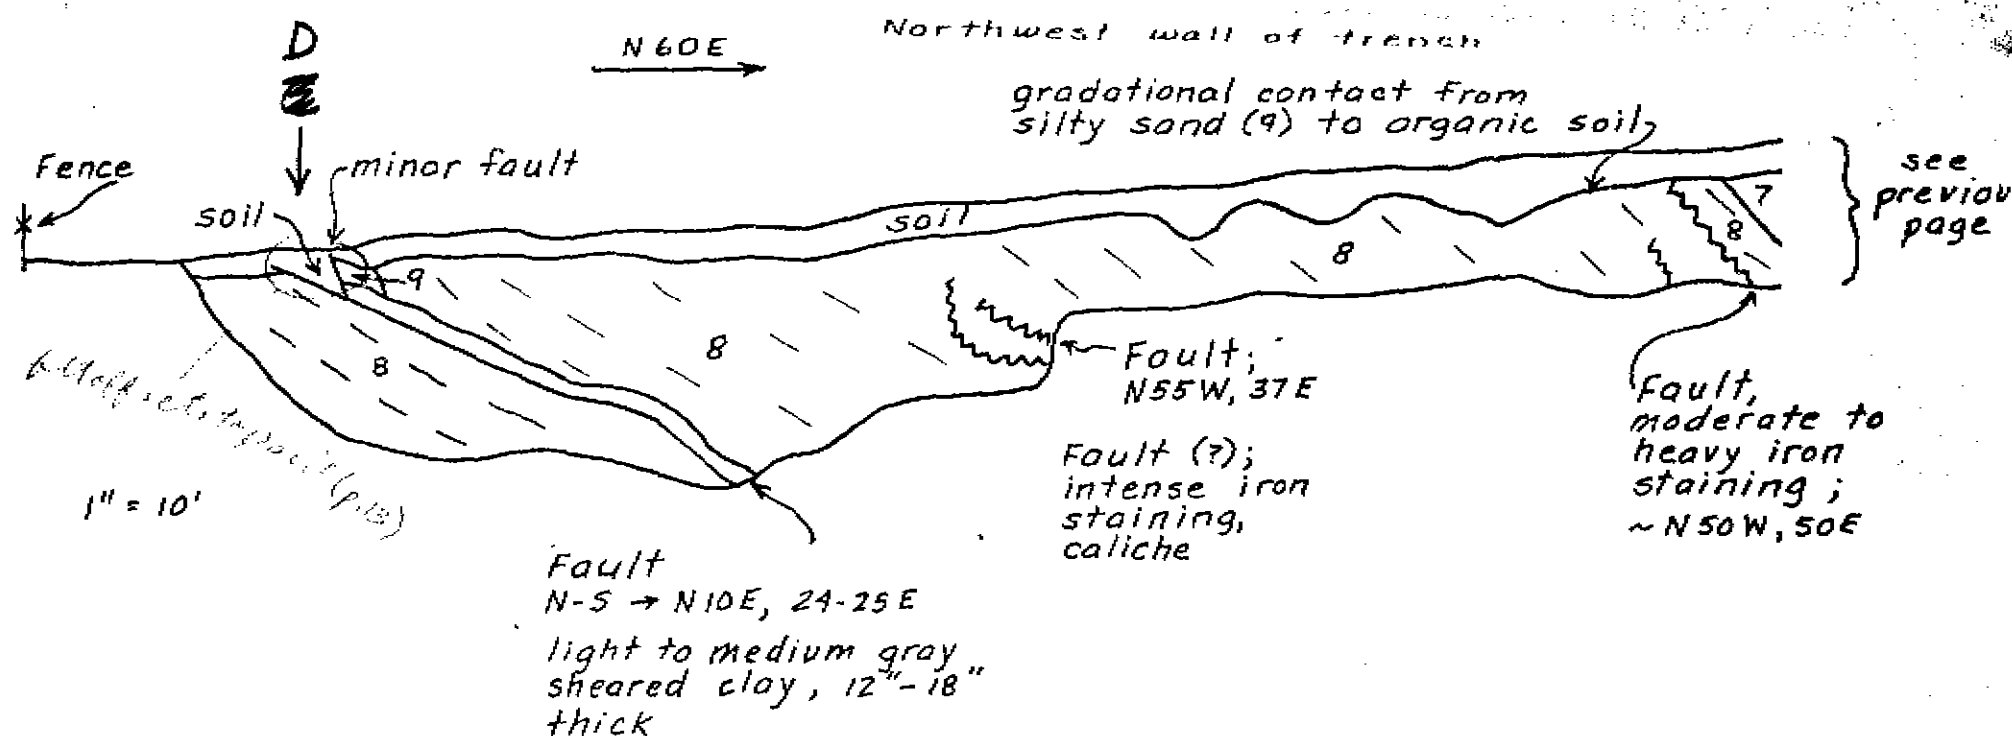 D
N60E
Northwest wall of trench
gradational contact from
silty sand (9) to organic soil
Fence
minor fault
soil
soil
see
previou
page
7
8
9
8
8
8
Fault;
N55W, 37E
Fault (?);
intense iron
staining,
caliche
Fault,
moderate to
heavy iron
staining;
~ N50W, 50E
(p.13)
1" = 10'
Fault
N-S → N10E, 24-25E
light to medium gray
sheared clay, 12"-18"
thick